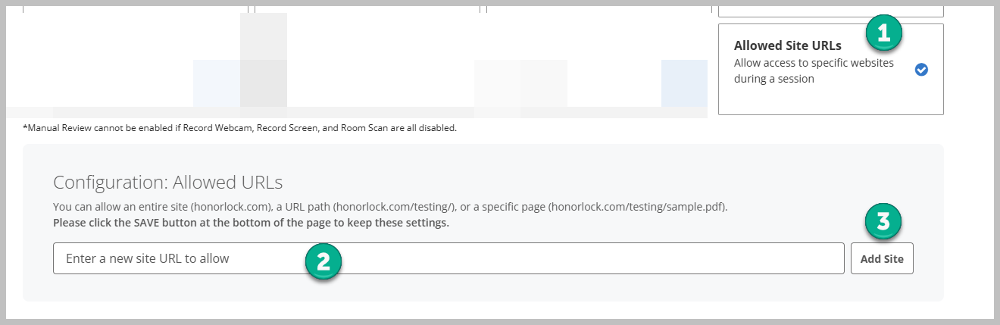 1
Allowed Site URLs
Allow access to specific websites
during a session
*Manual Review cannot be enabled if Record Webcam, Record Screen, and Room Scan are all disabled.
Configuration: Allowed URLs
You can allow an entire site (honorlock.com), a URL path (honorlock.com/testing/), or a specific page (honorlock.com/testing/sample.pdf).
Please click the SAVE button at the bottom of the page to keep these settings.
3
Enter a new site URL to allow
2
Add Site